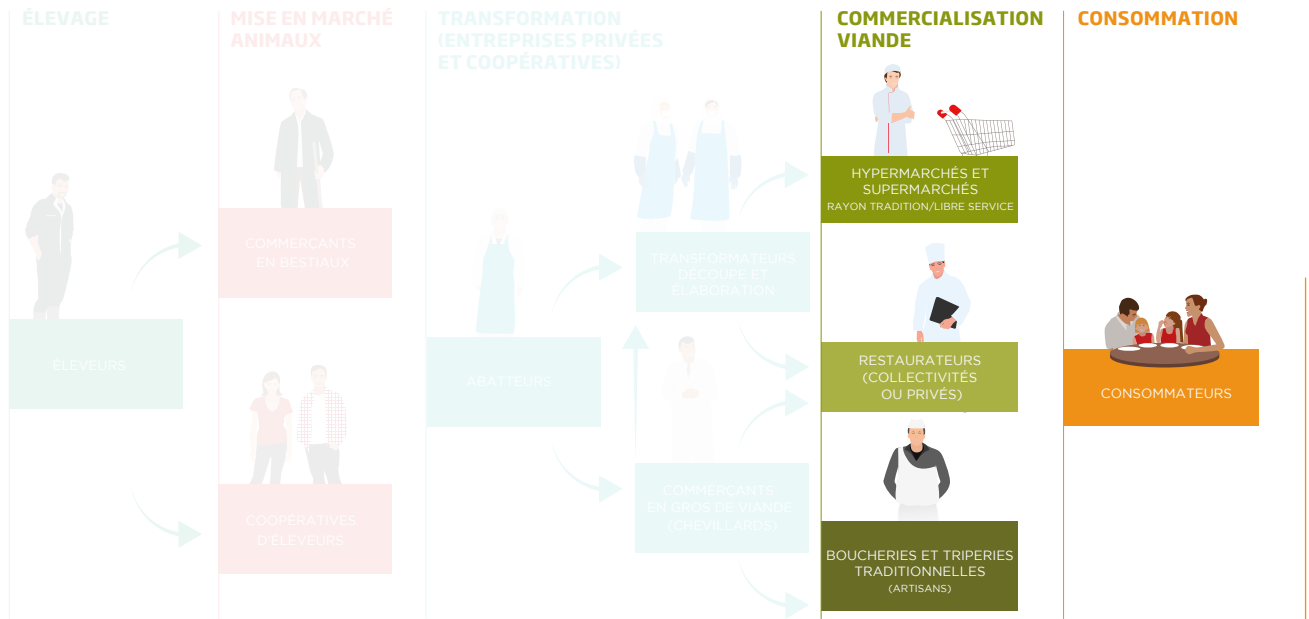 ÉLEVAGE
MISE EN MARCHÉ
ANIMAUX
TRANSFORMATION
(ENTREPRISES PRIVÉES
ET COOPÉRATIVES)
COMMERCIALISATION
VIANDE
CONSOMMATION
ÉLEVEURS
COMMERÇANTS
EN BESTIAUX
COOPÉRATIVES
D'ÉLEVEURS
ABATTEURS
TRANSFORMATEURS
DÉCOUPE ET
ÉLABORATION
COMMERÇANTS
EN GROS DE VIANDE
(CHEVILLARDS)
HYPERMARCHÉS ET
SUPERMARCHÉS
RAYON TRADITION/LIBRE SERVICE
RESTAURATEURS
(COLLECTIVITÉS
OU PRIVÉS)
BOUCHERIES ET TRIPERIES
TRADITIONNELLES
(ARTISANS)
CONSOMMATEURS